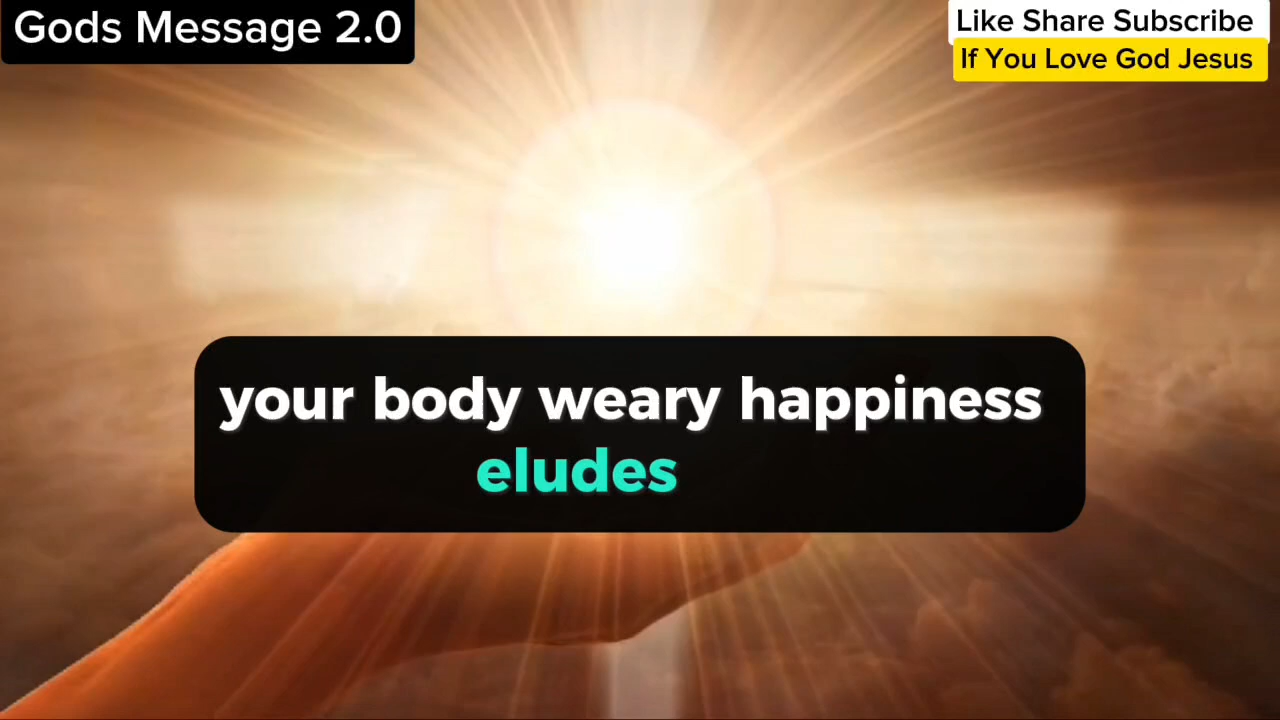 Gods Message 2.0
Like Share Subscribe
If You Love God Jesus
your body weary happiness
eludes